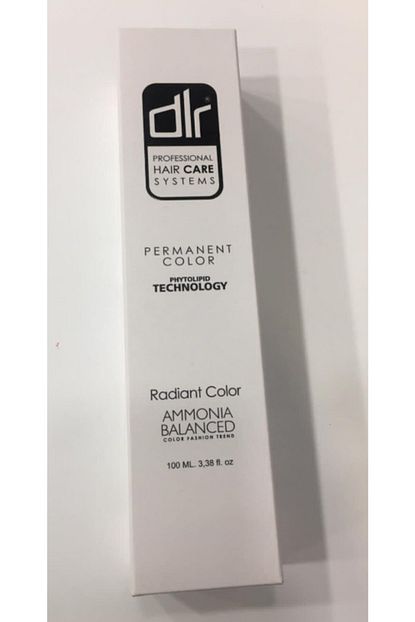 dlr®
PROFESSIONAL
HAIR CARE
SYSTEMS
PERMANENT
COLOR
PHYTOLIPID
TECHNOLOGY
Radiant Color
AMMONIA
BALANCED
COLOR FASHION TREND
100 ML. 3,38 fl. oz